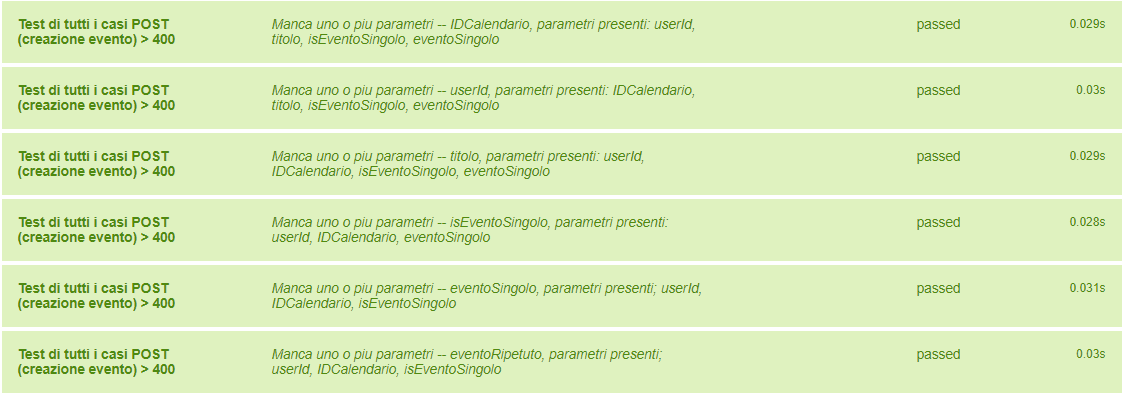 Test di tutti i casi POST
(creazione evento) > 400
Manca uno o piu parametri -- IDCalendario, parametri presenti: userId,
titolo, isEventoSingolo, eventoSingolo
passed
0.029s
Test di tutti i casi POST
(creazione evento) > 400
Manca uno o piu parametri -- userId, parametri presenti: IDCalendario,
titolo, isEventoSingolo, eventoSingolo
passed
0.03s
Test di tutti i casi POST
(creazione evento) > 400
Manca uno o piu parametri -- titolo, parametri presenti: userId,
IDCalendario, isEventoSingolo, eventoSingolo
passed
0.029s
Test di tutti i casi POST
(creazione evento) > 400
Manca uno o piu parametri -- isEventoSingolo, parametri presenti:
userId, IDCalendario, eventoSingolo
passed
0.028s
Test di tutti i casi POST
(creazione evento) > 400
Manca uno o piu parametri -- eventoSingolo, parametri presenti; userId,
IDCalendario, isEventoSingolo
passed
0.031s
Test di tutti i casi POST
(creazione evento) > 400
Manca uno o piu parametri -- eventoRipetuto, parametri presenti;
userId, IDCalendario, isEventoSingolo
passed
0.03s